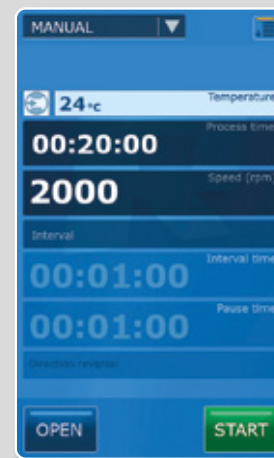 MANUAL
24°C Temperature
Process time
00:20:00
Speed (rpm)
2000
Interval
Interval time
00:01:00
Pause time
00:01:00
Direction reversal
OPEN START